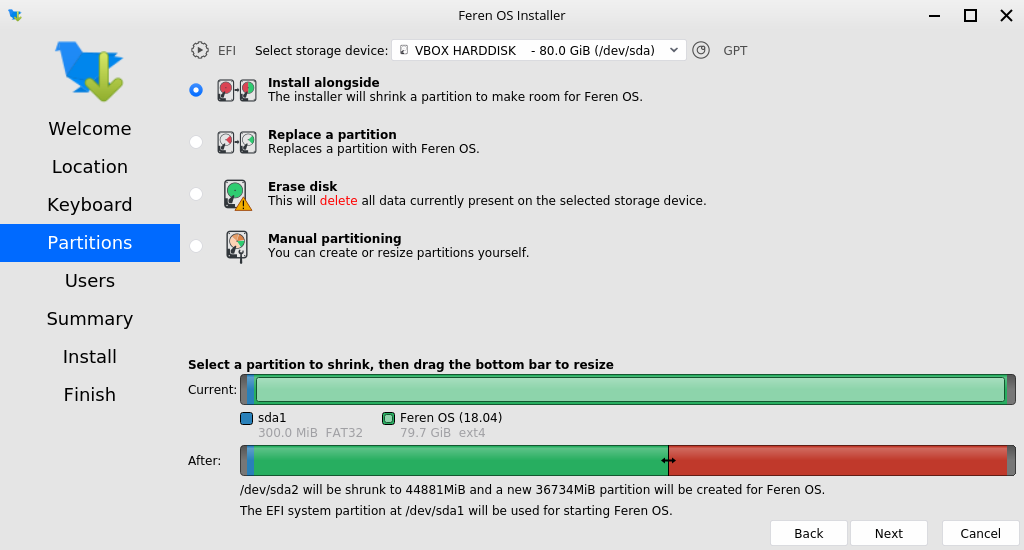 Feren OS Installer
EFI Select storage device: VBOX HARDDISK - 80.0 GiB (/dev/sda) GPT
Install alongside
The installer will shrink a partition to make room for Feren OS.
Replace a partition
Replaces a partition with Feren OS.
Erase disk
This will delete all data currently present on the selected storage device.
Manual partitioning
You can create or resize partitions yourself.
Welcome
Location
Keyboard
Partitions
Users
Summary
Install
Finish
Select a partition to shrink, then drag the bottom bar to resize
Current:
sda1 Feren OS (18.04)
300.0 MiB FAT32 79.7 GiB ext4
After:
/dev/sda2 will be shrunk to 44881MiB and a new 36734MiB partition will be created for Feren OS.
The EFI system partition at /dev/sda1 will be used for starting Feren OS.
Back Next Cancel